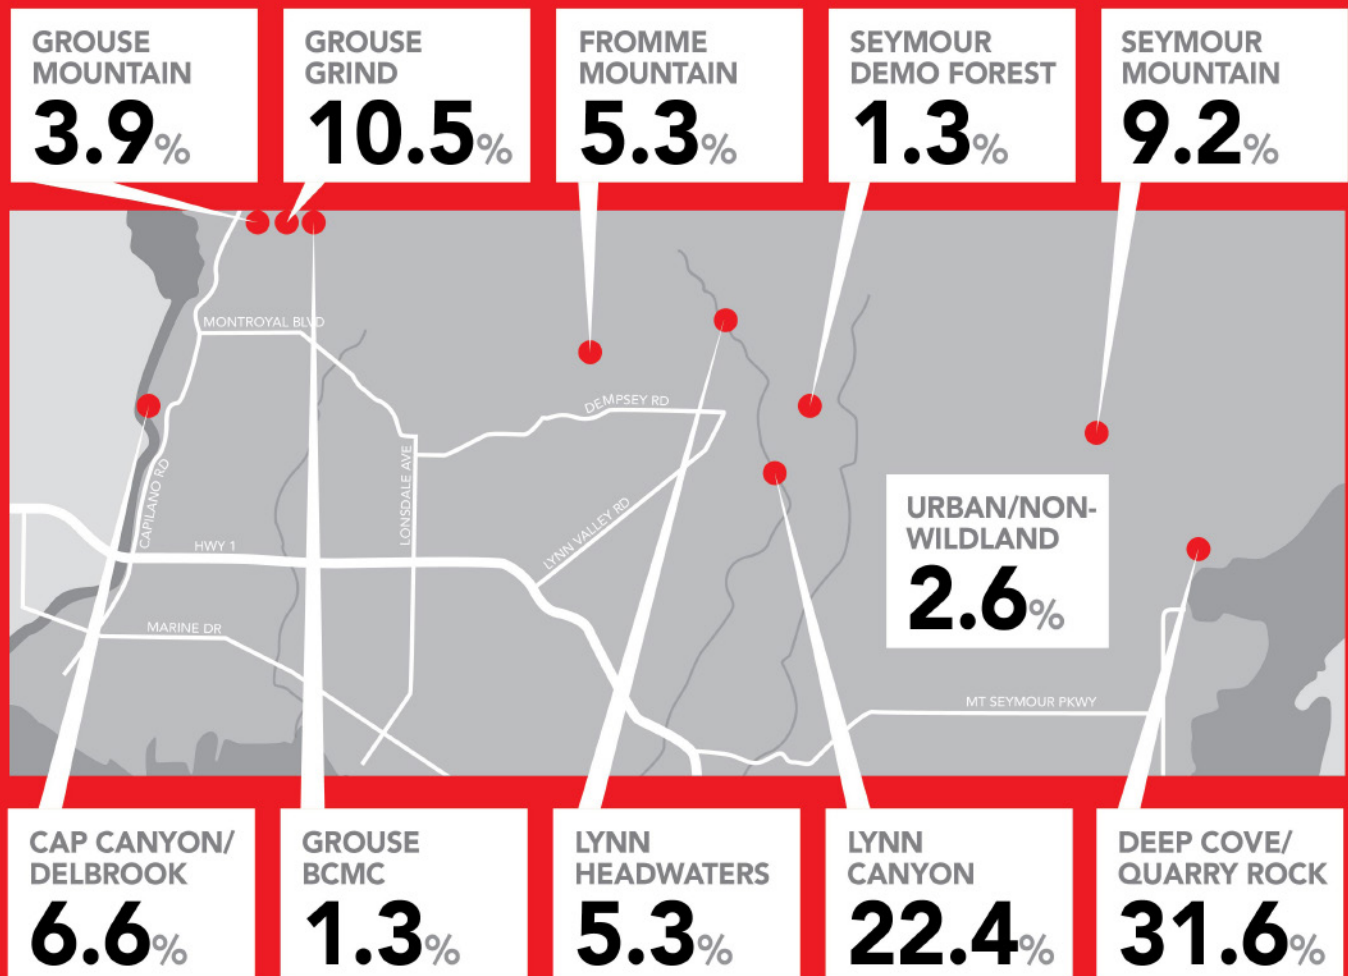 GROUSE
MOUNTAIN
3.9%
GROUSE
GRIND
10.5%
FROMME
MOUNTAIN
5.3%
SEYMOUR
DEMO FOREST
1.3%
SEYMOUR
MOUNTAIN
9.2%
MONTROYAL BLVD
DEMPSEY RD
CAPILANO RD
LONSDALE AVE
LYNN VALLEY RD
HWY 1
MARINE DR
URBAN/NON-
WILDLAND
2.6%
MT SEYMOUR PKWY
CAP CANYON/
DELBROOK
6.6%
GROUSE
BCMC
1.3%
LYNN
HEADWATERS
5.3%
LYNN
CANYON
22.4%
DEEP COVE/
QUARRY ROCK
31.6%